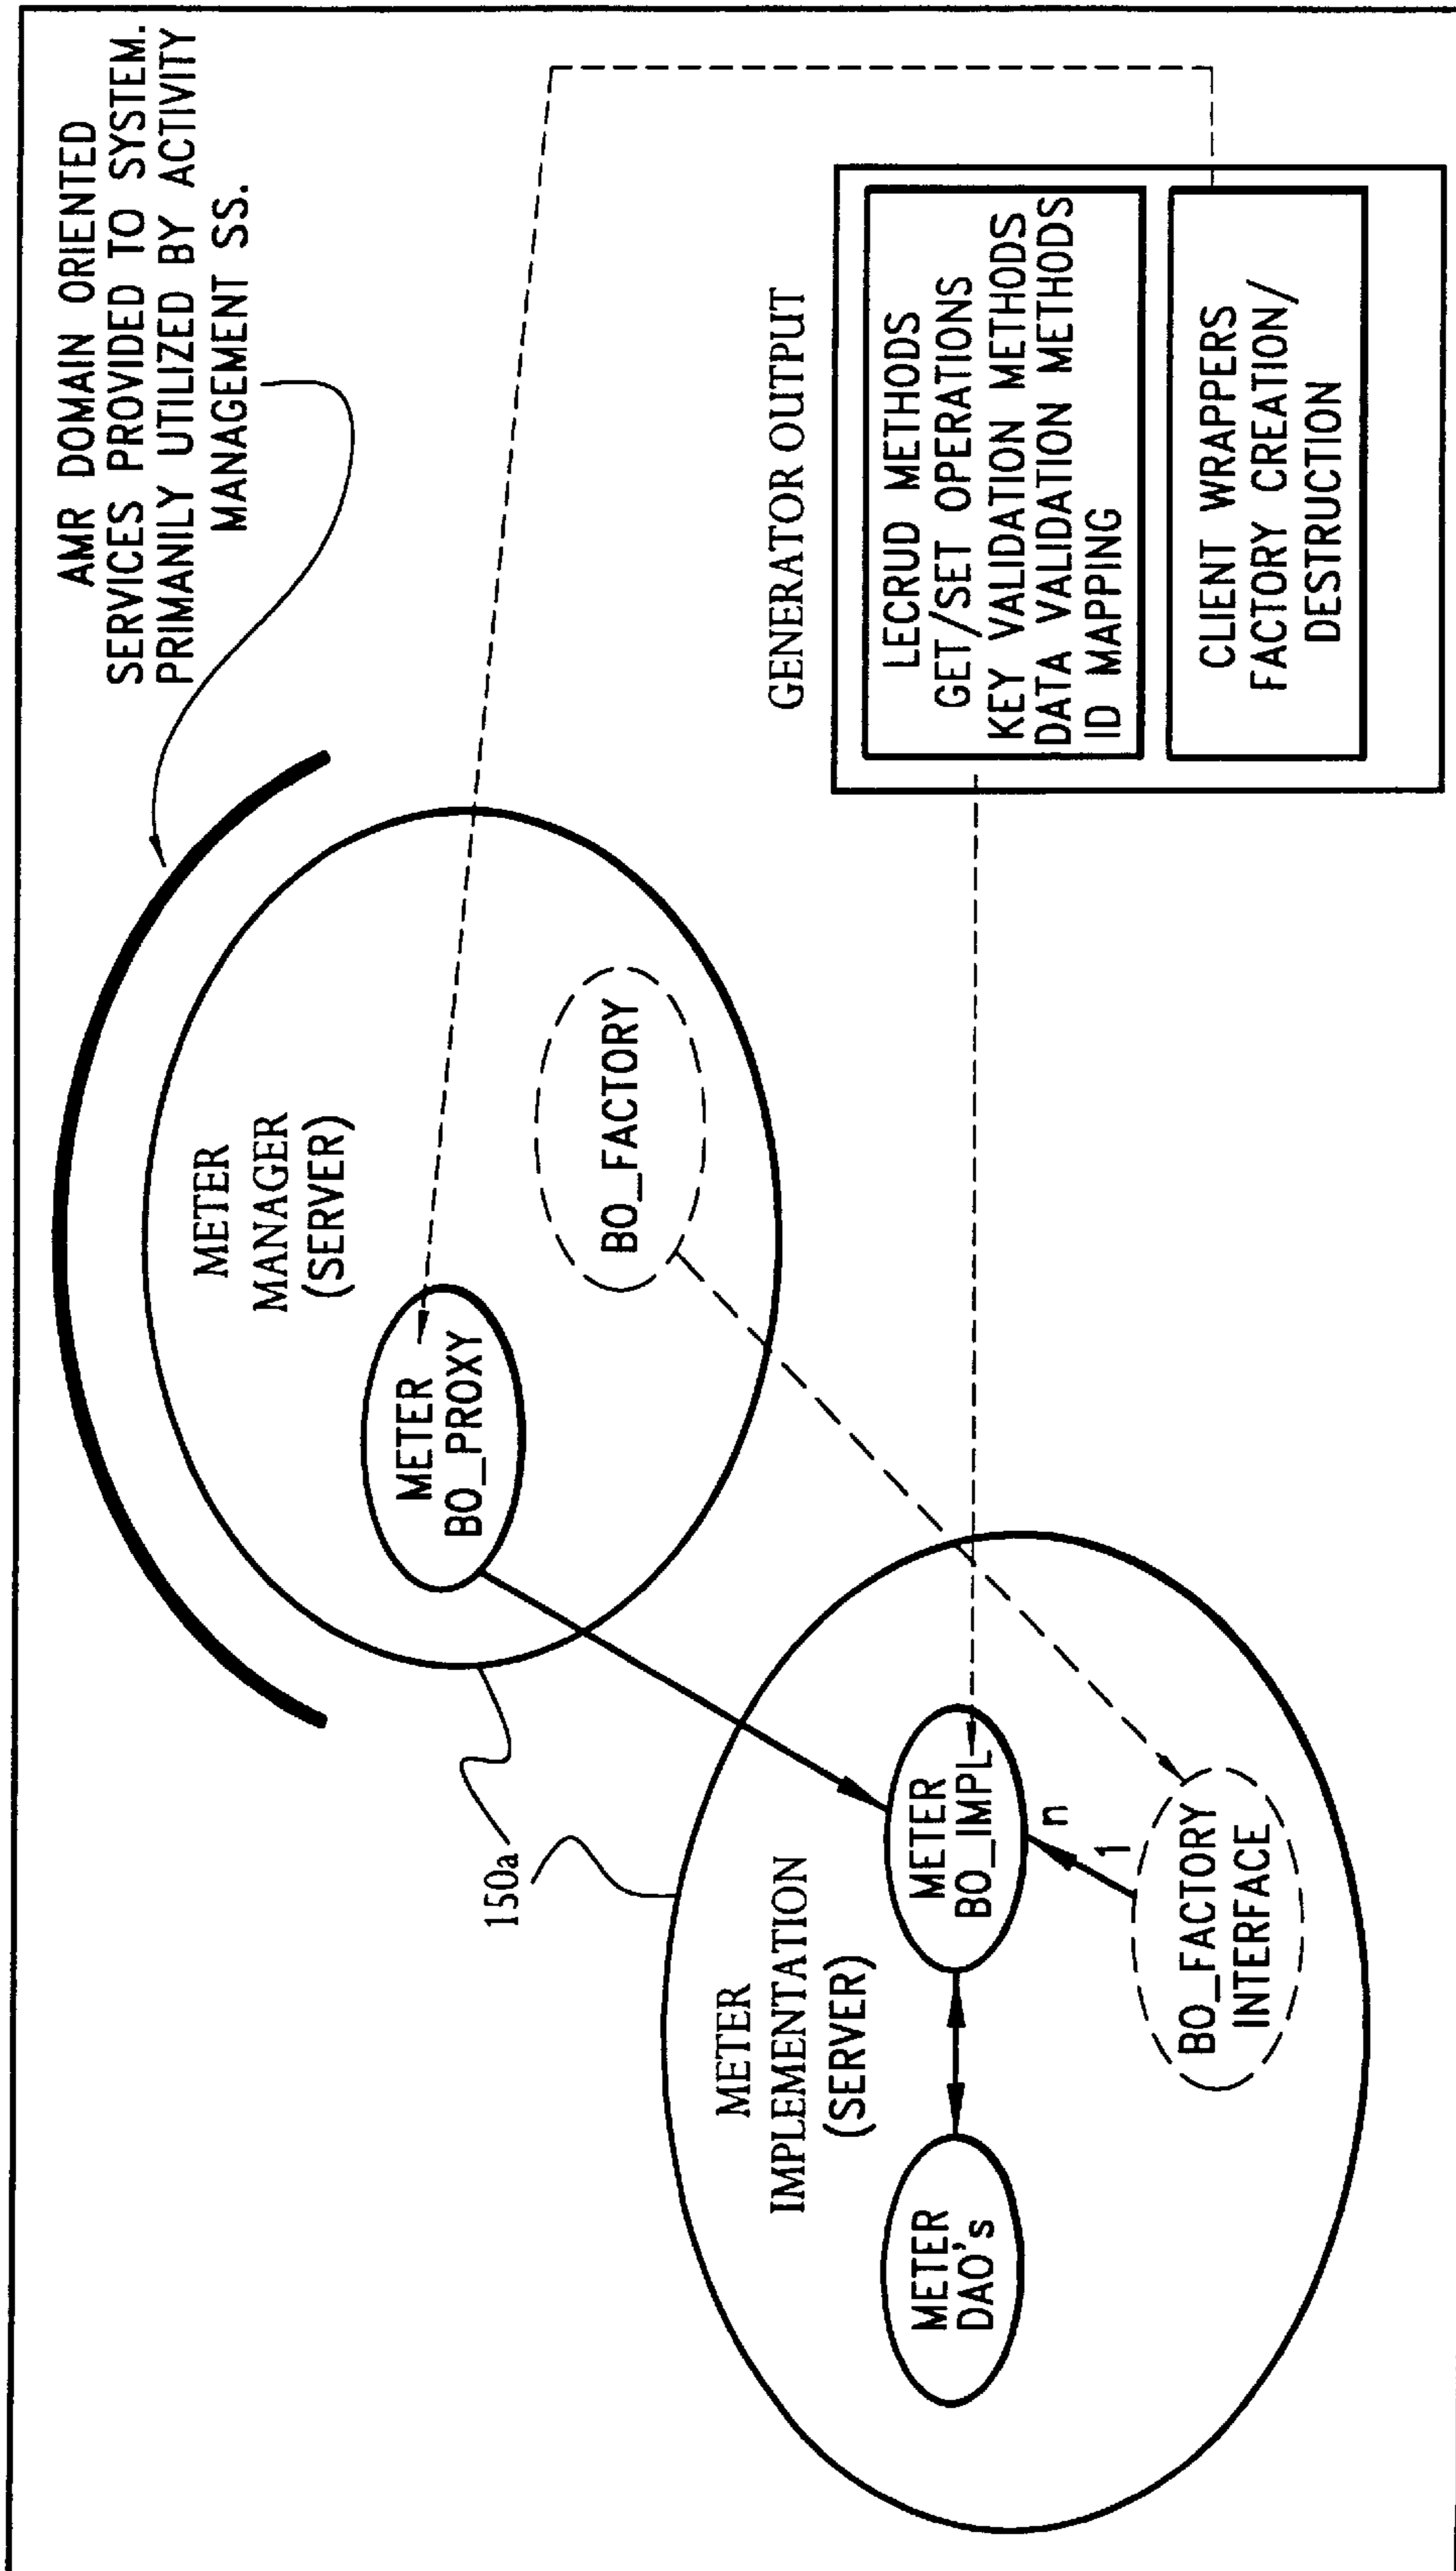 AMR DOMAIN ORIENTED
SERVICES PROVIDED TO SYSTEM.
PRIMANILY UTILIZED BY ACTIVITY
MANAGEMENT SS.
METER
MANAGER
(SERVER)
METER
BO_PROXY
BO_FACTORY
150a
METER
IMPLEMENTATION
(SERVER)
METER
DAO's
METER
BO_IMPL
n
1
BO_FACTORY
INTERFACE
GENERATOR OUTPUT
LECRUD METHODS
GET/SET OPERATIONS
KEY VALIDATION METHODS
DATA VALIDATION METHODS
ID MAPPING
CLIENT WRAPPERS
FACTORY CREATION/
DESTRUCTION